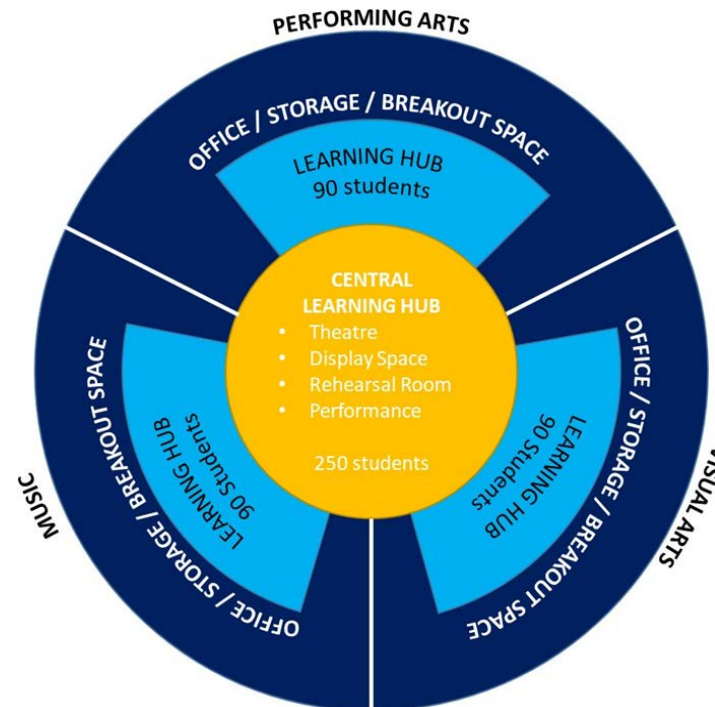 PERFORMING ARTS
OFFICE / STORAGE / BREAKOUT SPACE
LEARNING HUB
90 students
CENTRAL
LEARNING HUB
• Theatre
• Display Space
• Rehearsal Room
• Performance
250 students
MUSIC
OFFICE / STORAGE / BREAKOUT SPACE
LEARNING HUB
90 Students
VISUAL ARTS
OFFICE / STORAGE / BREAKOUT SPACE
LEARNING HUB
90 Students